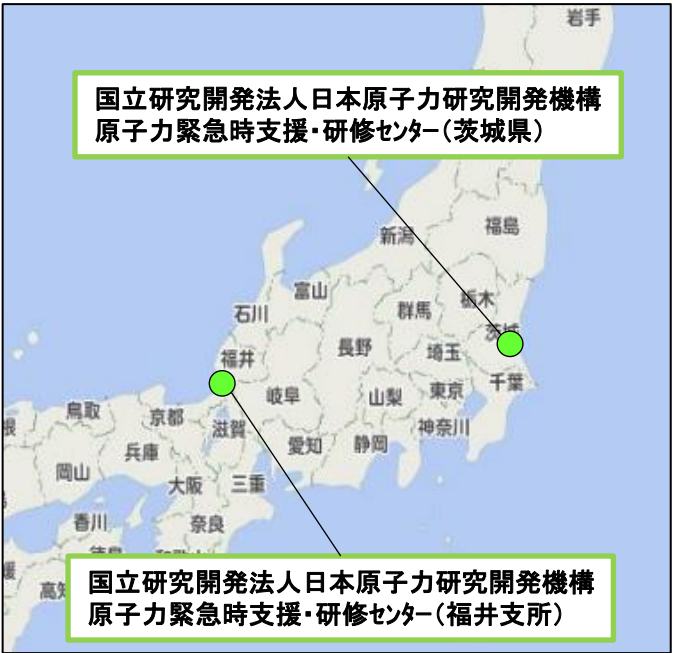 岩手
国立研究開発法人日本原子力研究開発機構
原子力緊急時支援・研修センター（茨城県）
福島
新潟
富山
栃木
石川
群馬
茨城
長野
埼玉
福井
千葉
岐阜
山梨
東京
鳥取
京都
滋賀
神奈川
兵庫
愛知
静岡
岡山
大阪
三重
香川
奈良
国立研究開発法人日本原子力研究開発機構
原子力緊急時支援・研修センター（福井支所）